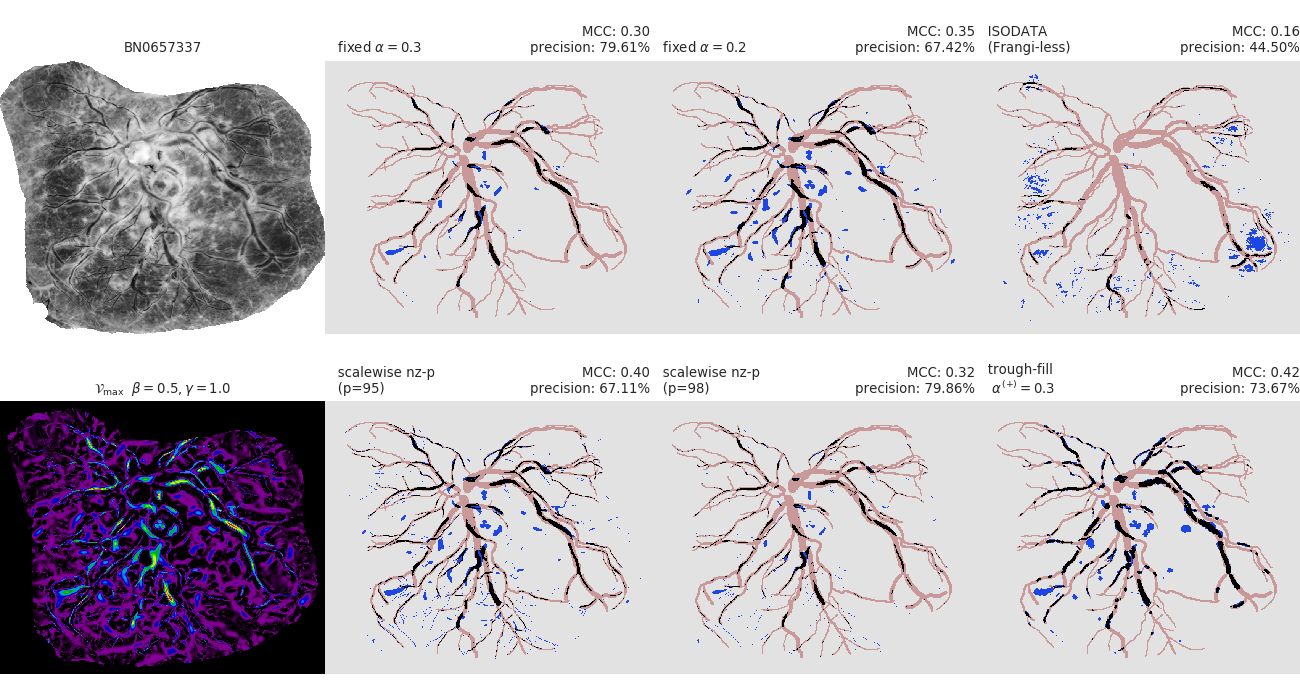 BN0657337
fixed α = 0.3
MCC: 0.30
precision: 79.61%
fixed α = 0.2
MCC: 0.35
precision: 67.42%
ISODATA
(Frangi-less)
MCC: 0.16
precision: 44.50%
𝒱max β = 0.5, γ = 1.0
scalewise nz-p
(p=95)
MCC: 0.40
precision: 67.11%
scalewise nz-p
(p=98)
MCC: 0.32
precision: 79.86%
trough-fill
α(+) = 0.3
MCC: 0.42
precision: 73.67%